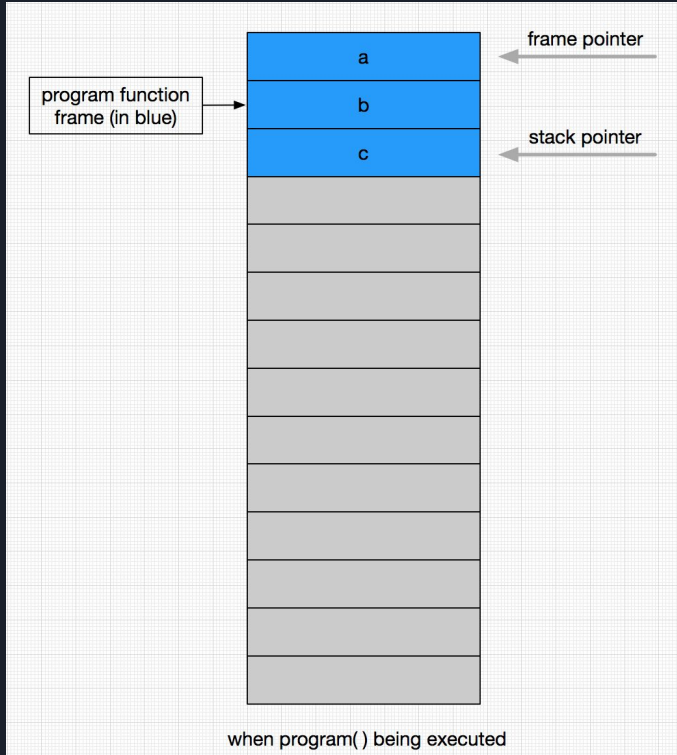 frame pointer
a
program function
frame (in blue)
b
stack pointer
c
when program( ) being executed